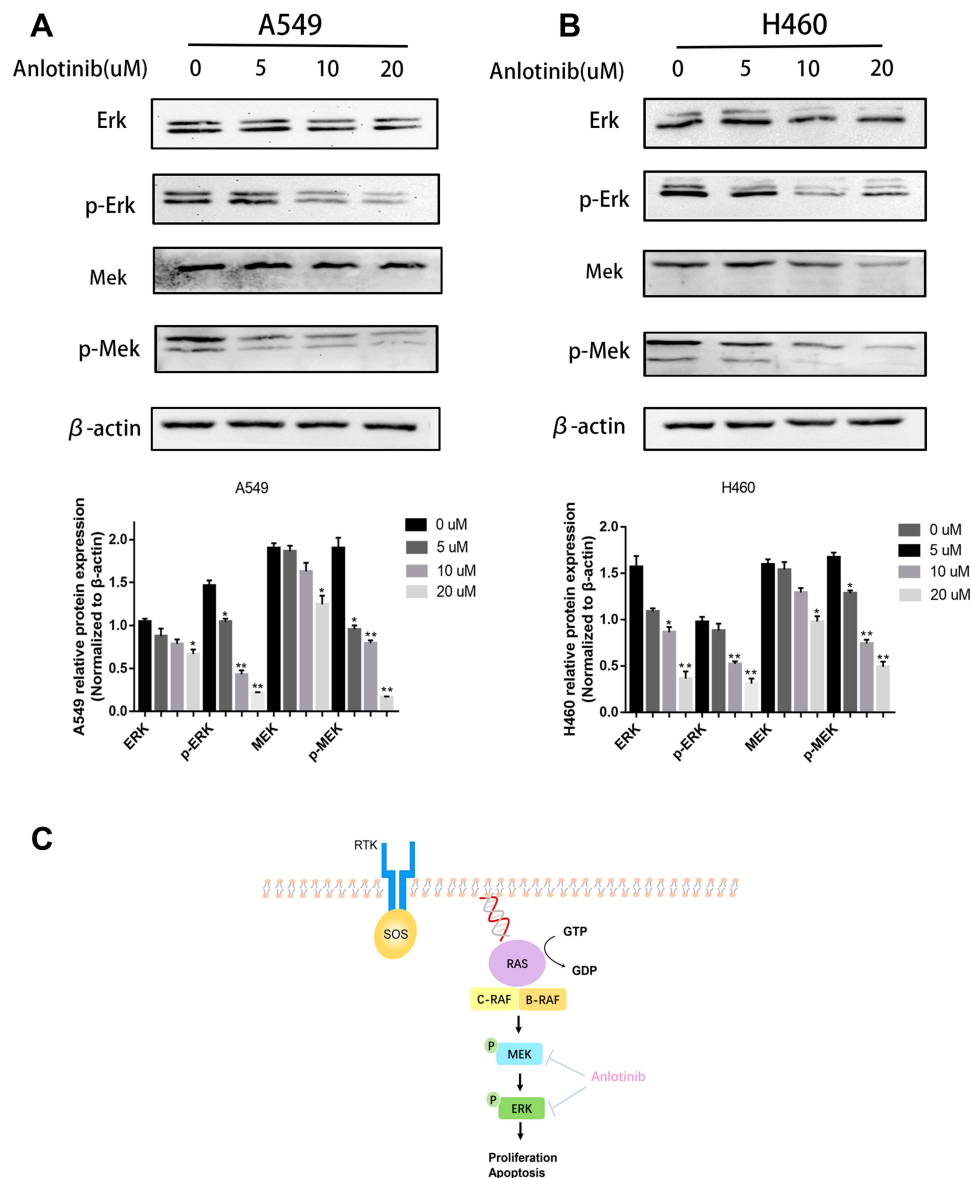 A
A549
Anlotinib(uM) 0 5 10 20
Erk
p-Erk
Mek
p-Mek
β-actin
A549
A549 relative protein expression
(Normalized to β-actin)
2.0
1.5
1.0
0.5
0.0
* * ** ** * * ** **
ERK p-ERK MEK p-MEK
0 uM
5 uM
10 uM
20 uM
B
H460
Anlotinib(uM) 0 5 10 20
Erk
p-Erk
Mek
p-Mek
β-actin
H460
H460 relative protein expression
(Normalized to β-actin)
2.0
1.5
1.0
0.5
0.0
* ** ** ** * * ** **
ERK p-ERK MEK p-MEK
0 uM
5 uM
10 uM
20 uM
C
RTK
SOS
RAS
GTP
GDP
C-RAF B-RAF
P
MEK
Anlotinib
P
ERK
Proliferation
Apoptosis